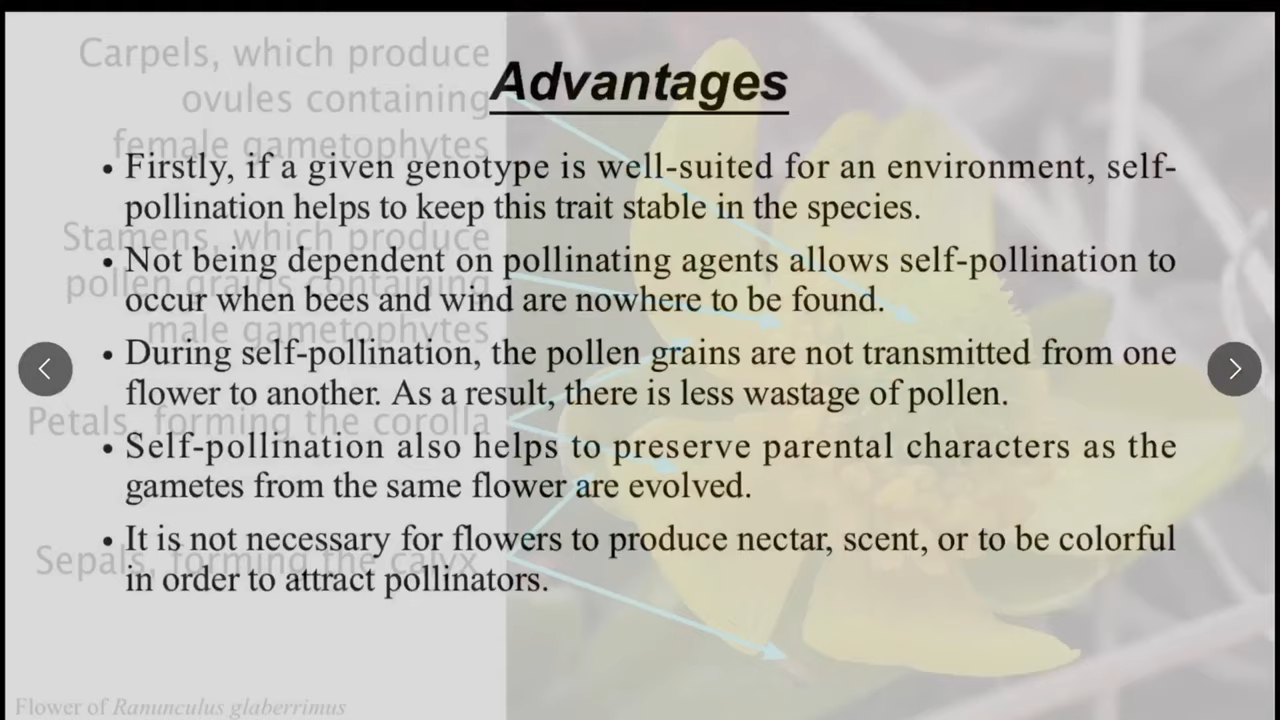 Advantages
• Firstly, if a given genotype is well-suited for an environment, self-
pollination helps to keep this trait stable in the species.
• Not being dependent on pollinating agents allows self-pollination to
occur when bees and wind are nowhere to be found.
• During self-pollination, the pollen grains are not transmitted from one
flower to another. As a result, there is less wastage of pollen.
• Self-pollination also helps to preserve parental characters as the
gametes from the same flower are evolved.
• It is not necessary for flowers to produce nectar, scent, or to be colorful
in order to attract pollinators.
Carpels, which produce
ovules containing
female gametophytes
Stamens, which produce
pollen grains containing
male gametophytes
Petals, forming the corolla
Sepals, forming the calyx
Flower of Ranunculus glaberrimus